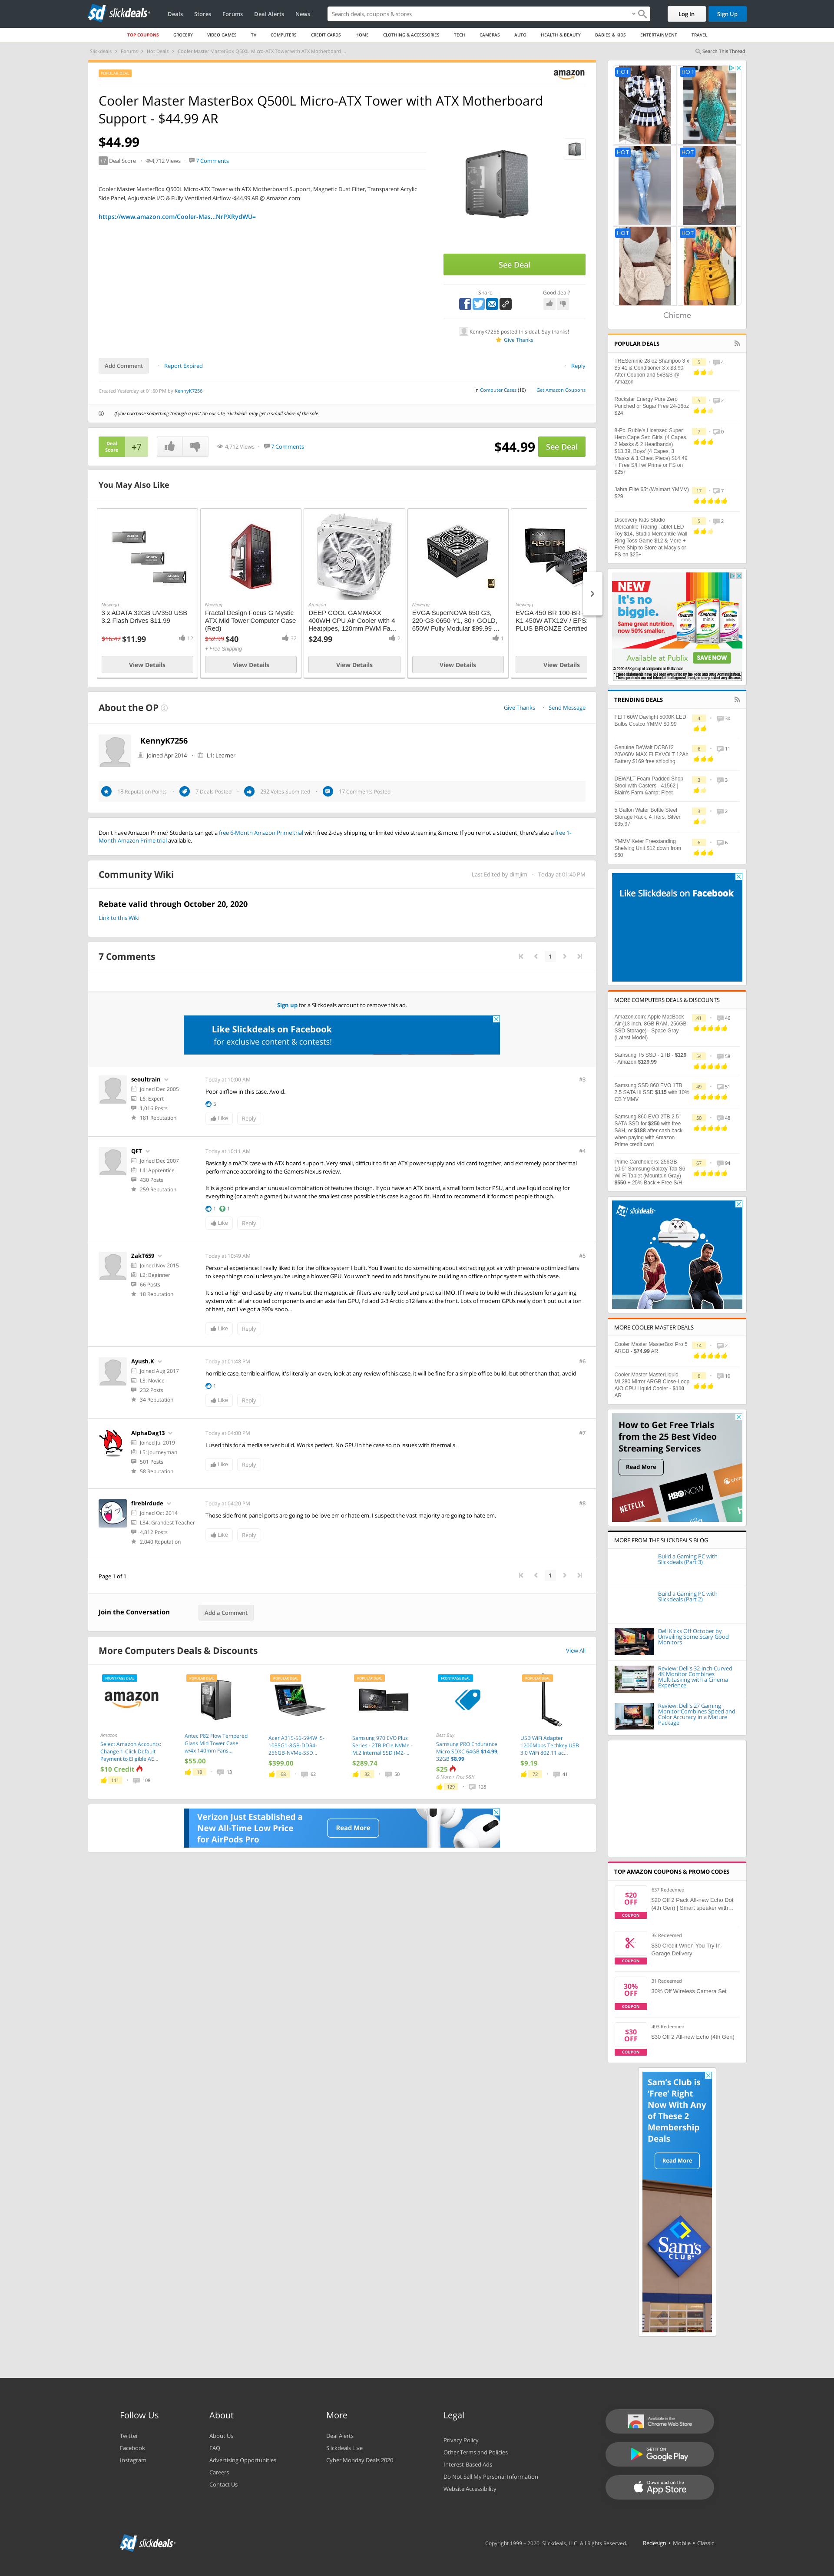 slickdeals
Deals Stores Forums Deal Alerts News
Search deals, coupons & stores
Log In Sign Up
TOP COUPONS GROCERY VIDEO GAMES TV COMPUTERS CREDIT CARDS HOME CLOTHING & ACCESSORIES TECH CAMERAS AUTO HEALTH & BEAUTY BABIES & KIDS ENTERTAINMENT TRAVEL
Slickdeals Forums Hot Deals Cooler Master MasterBox Q500L Micro-ATX Tower with ATX Motherboard ...
Search This Thread
POPULAR DEAL
amazon
Cooler Master MasterBox Q500L Micro-ATX Tower with ATX Motherboard
Support - $44.99 AR
$44.99
+7 Deal Score 4,712 Views 7 Comments
Cooler Master MasterBox Q500L Micro-ATX Tower with ATX Motherboard Support, Magnetic Dust Filter, Transparent Acrylic
Side Panel, Adjustable I/O & Fully Ventilated Airflow -$44.99 AR @ Amazon.com
https://www.amazon.com/Cooler-Mas...NrPXRydWU=
See Deal
Share Good deal?
KennyK7256 posted this deal. Say thanks!
Give Thanks
Add Comment Report Expired Reply
Created Yesterday at 01:50 PM by KennyK7256
in Computer Cases (10) Get Amazon Coupons
If you purchase something through a post on our site, Slickdeals may get a small share of the sale.
Deal
Score +7 4,712 Views 7 Comments $44.99 See Deal
You May Also Like
Newegg
3 x ADATA 32GB UV350 USB
3.2 Flash Drives $11.99
$16.47 $11.99 12
View Details
Newegg
Fractal Design Focus G Mystic
ATX Mid Tower Computer Case
(Red)
$52.99 $40 12
+ Free Shipping
View Details
Amazon
DEEP COOL GAMMAXX
400WH CPU Air Cooler with 4
Heatpipes, 120mm PWM Fa...
$24.99 2
View Details
Newegg
EVGA SuperNOVA 650 G3,
220-G3-0650-Y1, 80+ GOLD,
650W Fully Modular $99.99 ...
1
View Details
Newegg
EVGA 450 BR 100-BR-
K1 450W ATX12V / EPS
PLUS BRONZE Certified
View Details
About the OP
Give Thanks Send Message
KennyK7256
Joined Apr 2014 L1: Learner
18 Reputation Points 7 Deals Posted 292 Votes Submitted 17 Comments Posted
Don't have Amazon Prime? Students can get a free 6-Month Amazon Prime trial with free 2-day shipping, unlimited video streaming & more. If you're not a student, there's also a free 1-
Month Amazon Prime trial available.
Community Wiki
Last Edited by dimjim Today at 01:40 PM
Rebate valid through October 20, 2020
Link to this Wiki
7 Comments
1
Sign up for a Slickdeals account to remove this ad.
Like Slickdeals on Facebook
for exclusive content & contests!
seoultrain
Joined Dec 2005
L6: Expert
1,016 Posts
181 Reputation
Today at 10:00 AM #3
Poor airflow in this case. Avoid.
5
Like Reply
QFT
Joined Dec 2007
L4: Apprentice
430 Posts
259 Reputation
Today at 10:11 AM #4
Basically a mATX case with ATX board support. Very small, difficult to fit an ATX power supply and vid card together, and extremely poor thermal
performance according to the Gamers Nexus review.
It is a good price and an unusual combination of features though. If you have an ATX board, a small form factor PSU, and use liquid cooling for
everything (or aren't a gamer) but want the smallest case possible this case is a good fit. Hard to recommend it for most people though.
1 1
Like Reply
ZakT659
Joined Nov 2015
L2: Beginner
66 Posts
18 Reputation
Today at 10:49 AM #5
Personal experience: I really liked it for the office system I built. You'll want to do something about extracting got air with pressure optimized fans
to keep things cool unless you're using a blower GPU. You won't need to add fans if you're building an office or htpc system with this case.
It's not a high end case by any means but the magnetic air filters are really cool and practical IMO. If I were to build with this system for a gaming
system with all air cooled components and an axial fan GPU, I'd add 2-3 Arctic p12 fans at the front. Lots of modern GPUs really don't put out a ton
of heat, but I've got a 390x sooo...
Like Reply
Ayush.K
Joined Aug 2017
L3: Novice
232 Posts
34 Reputation
Today at 01:48 PM #6
horrible case, terrible airflow, it's literally an oven, look at any review of this case, it will be fine for a simple office build, but other than that, avoid
1
Like Reply
AlphaDag13
Joined Jul 2019
L5: Journeyman
501 Posts
58 Reputation
Today at 04:00 PM #7
I used this for a media server build. Works perfect. No GPU in the case so no issues with thermal's.
Like Reply
firebirdude
Joined Oct 2014
L34: Grandest Teacher
4,812 Posts
2,040 Reputation
Today at 04:20 PM #8
Those side front panel ports are going to be love em or hate em. I suspect the vast majority are going to hate em.
Like Reply
Page 1 of 1 1
Join the Conversation Add a Comment
More Computers Deals & Discounts View All
FRONTPAGE DEAL
amazon
Amazon
Select Amazon Accounts:
Change 1-Click Default
Payment to Eligible AE...
$10 Credit
111 108
POPULAR DEAL
Antec P82 Flow Tempered
Glass Mid Tower Case
w/4x 140mm Fans...
$55.00
18 13
POPULAR DEAL
Acer A315-56-594W i5-
1035G1-8GB-DDR4-
256GB-NVMe-SSD...
$399.00
68 62
POPULAR DEAL
Samsung 970 EVO Plus
Series - 2TB PCIe NVMe -
M.2 Internal SSD (MZ-...
$289.74
82 50
FRONTPAGE DEAL
Best Buy
Samsung PRO Endurance
Micro SDXC 64GB $14.99,
32GB $8.99
$25
& More + Free S&H
129 128
POPULAR DEAL
USB WiFi Adapter
1200Mbps Techkey USB
3.0 WiFi 802.11 ac...
$9.19
72 41
Verizon Just Established a
New All-Time Low Price
for AirPods Pro
Read More
HOT HOT
HOT HOT
HOT HOT
Chicme
POPULAR DEALS
TRESemmé 28 oz Shampoo 3 x
$5.41 & Conditioner 3 x $3.90
After Coupon and 5xS&S @
Amazon
5 4
Rockstar Energy Pure Zero
Punched or Sugar Free 24-16oz
$24
5 2
8-Pc. Rubie's Licensed Super
Hero Cape Set: Girls' (4 Capes,
2 Masks & 2 Headbands)
$13.39, Boys' (4 Capes, 3
Masks & 1 Chest Piece) $14.49
+ Free S/H w/ Prime or FS on
$25+
7 0
Jabra Elite 65t (Walmart YMMV)
$29
17 7
Discovery Kids Studio
Mercantile Tracing Tablet LED
Toy $14, Studio Mercantile Wall
Ring Toss Game $12 & More +
Free Ship to Store at Macy's or
FS on $25+
5 2
NEW
It's no
biggie.
Same great nutrition,
now 50% smaller.
Centrum
Available at Publix SAVE NOW
TRENDING DEALS
FEIT 60W Daylight 5000K LED
Bulbs Costco YMMV $0.99
4 30
Genuine DeWalt DCB612
20V/60V MAX FLEXVOLT 12Ah
Battery $169 free shipping
6 11
DEWALT Foam Padded Shop
Stool with Casters - 41562 |
Blain's Farm &amp; Fleet
3 3
5 Gallon Water Bottle Steel
Storage Rack, 4 Tiers, Silver
$35.97
3 2
YMMV Keter Freestanding
Shelving Unit $12 down from
$60
6 6
Like Slickdeals on Facebook
MORE COMPUTERS DEALS & DISCOUNTS
Amazon.com: Apple MacBook
Air (13-inch, 8GB RAM, 256GB
SSD Storage) - Space Gray
(Latest Model)
41 46
Samsung T5 SSD - 1TB - $129
- Amazon $129.99
54 58
Samsung SSD 860 EVO 1TB
2.5 SATA III SSD $115 with 10%
CB YMMV
49 51
Samsung 860 EVO 2TB 2.5"
SATA SSD for $250 with free
S&H, or $188 after cash back
when paying with Amazon
Prime credit card
50 48
Prime Cardholders: 256GB
10.5" Samsung Galaxy Tab S6
Wi-Fi Tablet (Mountain Gray)
$550 + 25% Back + Free S/H
67 94
slickdeals
MORE COOLER MASTER DEALS
Cooler Master MasterBox Pro 5
ARGB - $74.99 AR
14 2
Cooler Master MasterLiquid
ML280 Mirror ARGB Close-Loop
AIO CPU Liquid Cooler - $110
AR
6 10
How to Get Free Trials
from the 25 Best Video
Streaming Services
Read More
NETFLIX HBO NOW
MORE FROM THE SLICKDEALS BLOG
Build a Gaming PC with
Slickdeals (Part 3)
Build a Gaming PC with
Slickdeals (Part 2)
Dell Kicks Off October by
Unveiling Some Scary Good
Monitors
Review: Dell's 32-inch Curved
4K Monitor Combines
Multitasking with a Cinema
Experience
Review: Dell's 27 Gaming
Monitor Combines Speed and
Color Accuracy in a Mature
Package
TOP AMAZON COUPONS & PROMO CODES
$20
OFF
COUPON
637 Redeemed
$20 Off 2 Pack All-new Echo Dot
(4th Gen) | Smart speaker with...
COUPON
3k Redeemed
$30 Credit When You Try In-
Garage Delivery
30%
OFF
COUPON
31 Redeemed
30% Off Wireless Camera Set
$30
OFF
COUPON
403 Redeemed
$30 Off 2 All-new Echo (4th Gen)
Sam's Club is
'Free' Right
Now With Any
of These 2
Membership
Deals
Read More
Sam's
CLUB
Follow Us
Twitter
Facebook
Instagram
About
About Us
FAQ
Advertising Opportunities
Careers
Contact Us
More
Deal Alerts
Slickdeals Live
Cyber Monday Deals 2020
Legal
Privacy Policy
Other Terms and Policies
Interest-Based Ads
Do Not Sell My Personal Information
Website Accessibility
Available in the
Chrome Web Store
GET IT ON
Google Play
Download on the
App Store
slickdeals
Copyright 1999 – 2020. Slickdeals, LLC. All Rights Reserved. Redesign • Mobile • Classic